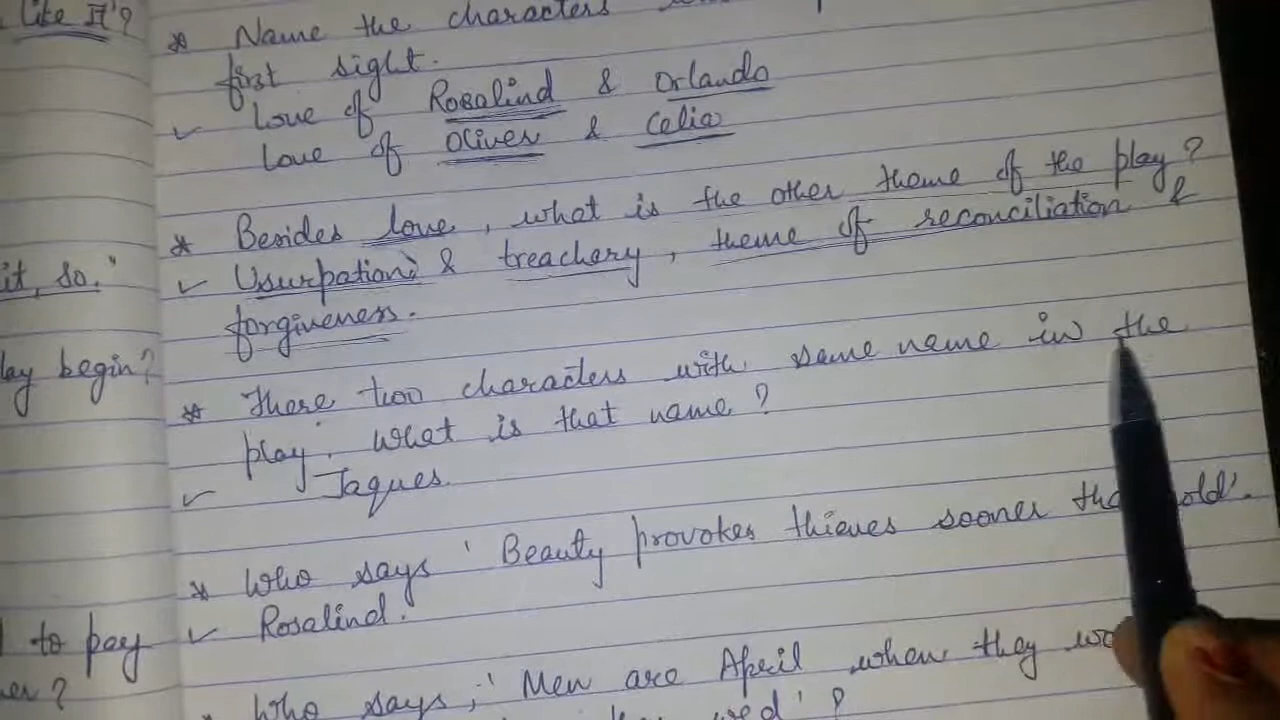 Like It'?
* Name the characters
first sight.
✓ Love of Rosalind & Orlando
Love of Oliver & Celia
* Besides love, what is the other theme of the play?
✓ Usurpation & treachery, theme of reconciliation &
forgiveness.
* There two characters with same name in the
play. What is that name?
✓ Jaques.
* Who says 'Beauty provokes thieves sooner than gold'.
✓ Rosalind.
Who says, 'Men are April when they
wed'?
it, so."
lay begin?
to pay